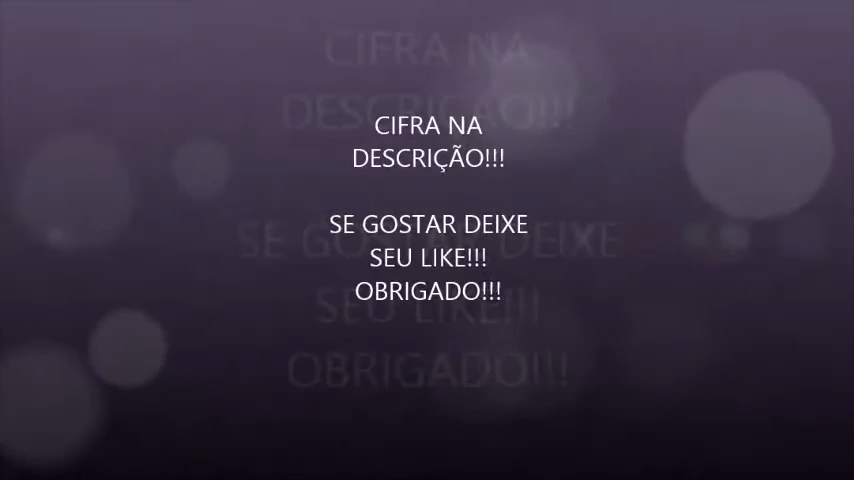 CIFRA NA
DESCRIÇÃO!!!
SE GOSTAR DEIXE
SEU LIKE!!!
OBRIGADO!!!